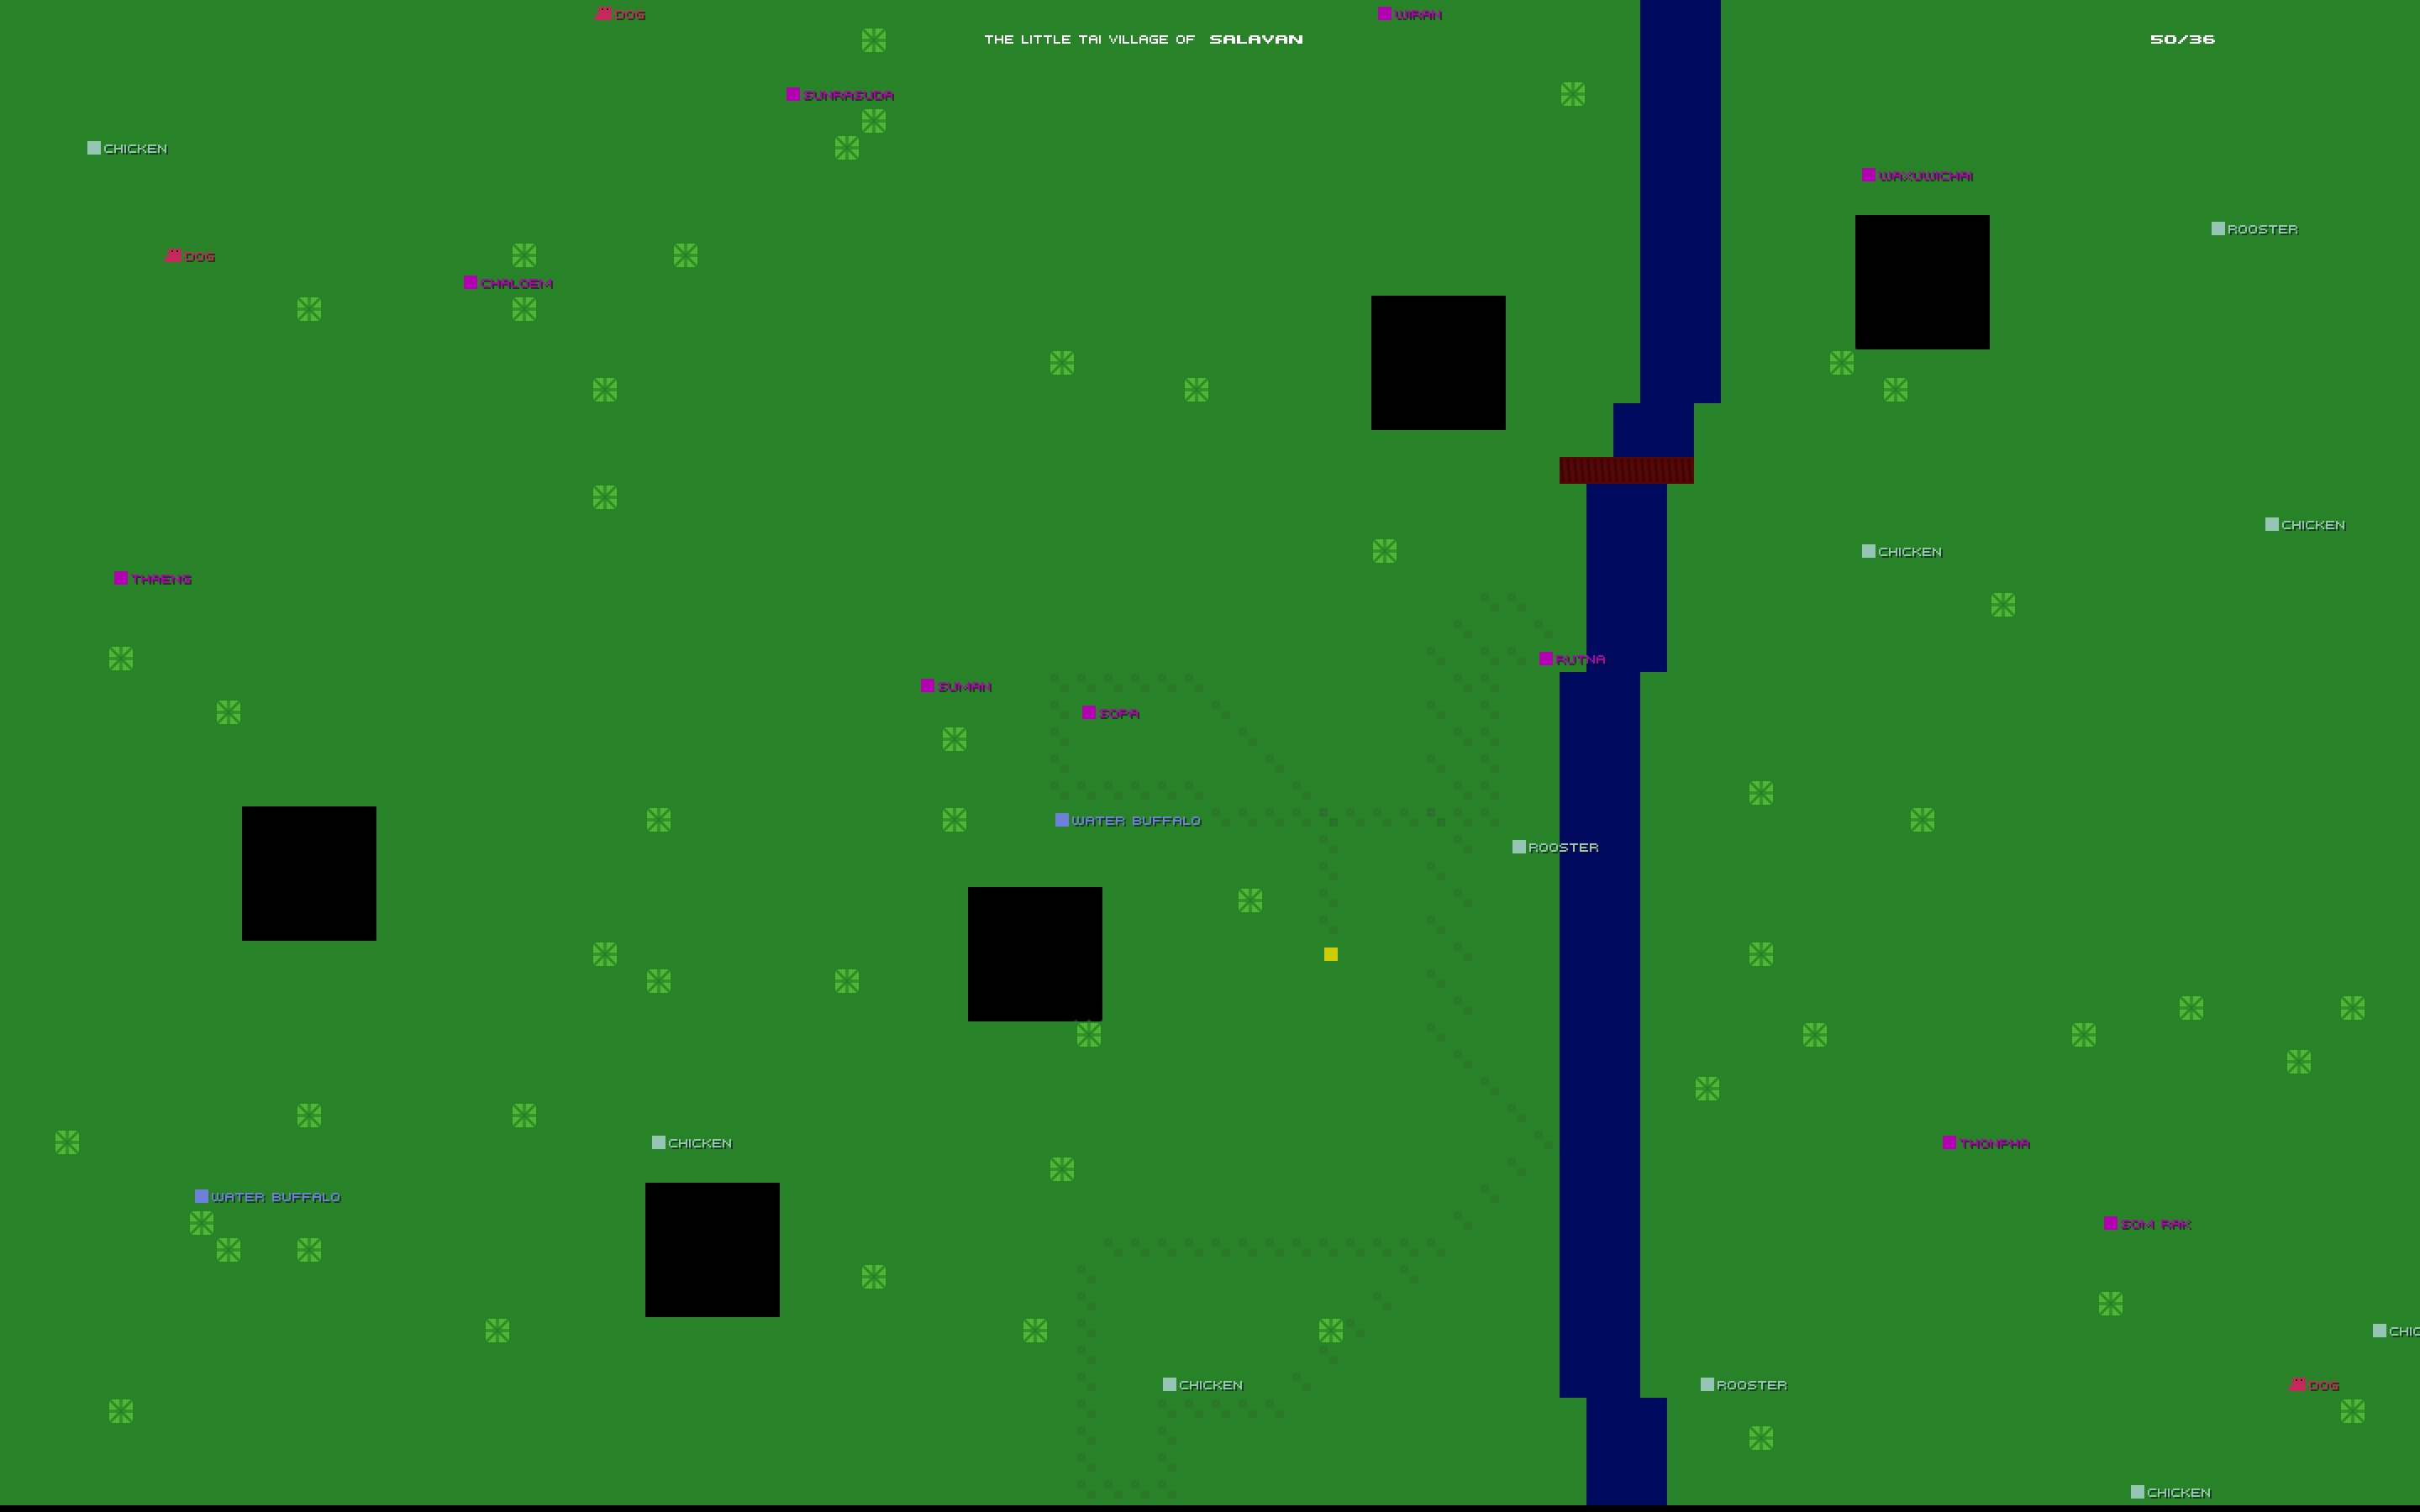 DOG
WIRAN
THE LITTLE TAI VILLAGE OF SALAVAN
50/36
SUNRASUDA
CHICKEN
WAXUWICHAI
ROOSTER
DOG
CHALOEM
CHICKEN
CHICKEN
THAENG
RUTNA
SUMAN
SOPA
WATER BUFFALO
ROOSTER
CHICKEN
THONPHA
WATER BUFFALO
SOM RAK
CHIC
CHICKEN
ROOSTER
DOG
CHICKEN